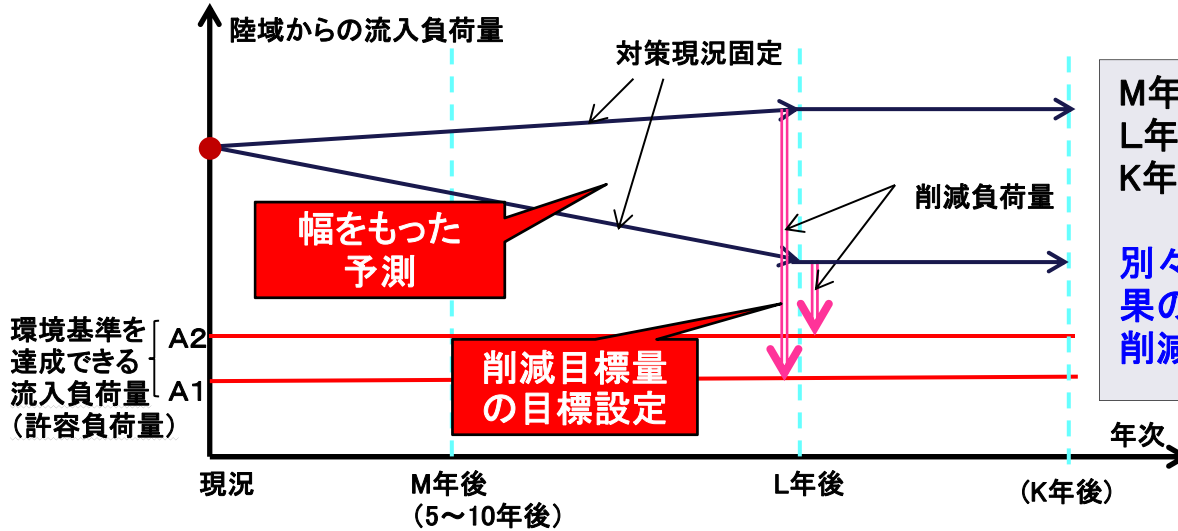 陸域からの流入負荷量
対策現況固定
M年
L年
K年
別々
果の
削減
削減負荷量
幅をもった
予測
環境基準を
達成できる
流入負荷量
(許容負荷量)
A2
A1
削減目標量
の目標設定
年次
現況
M年後
(5～10年後)
L年後
(K年後)